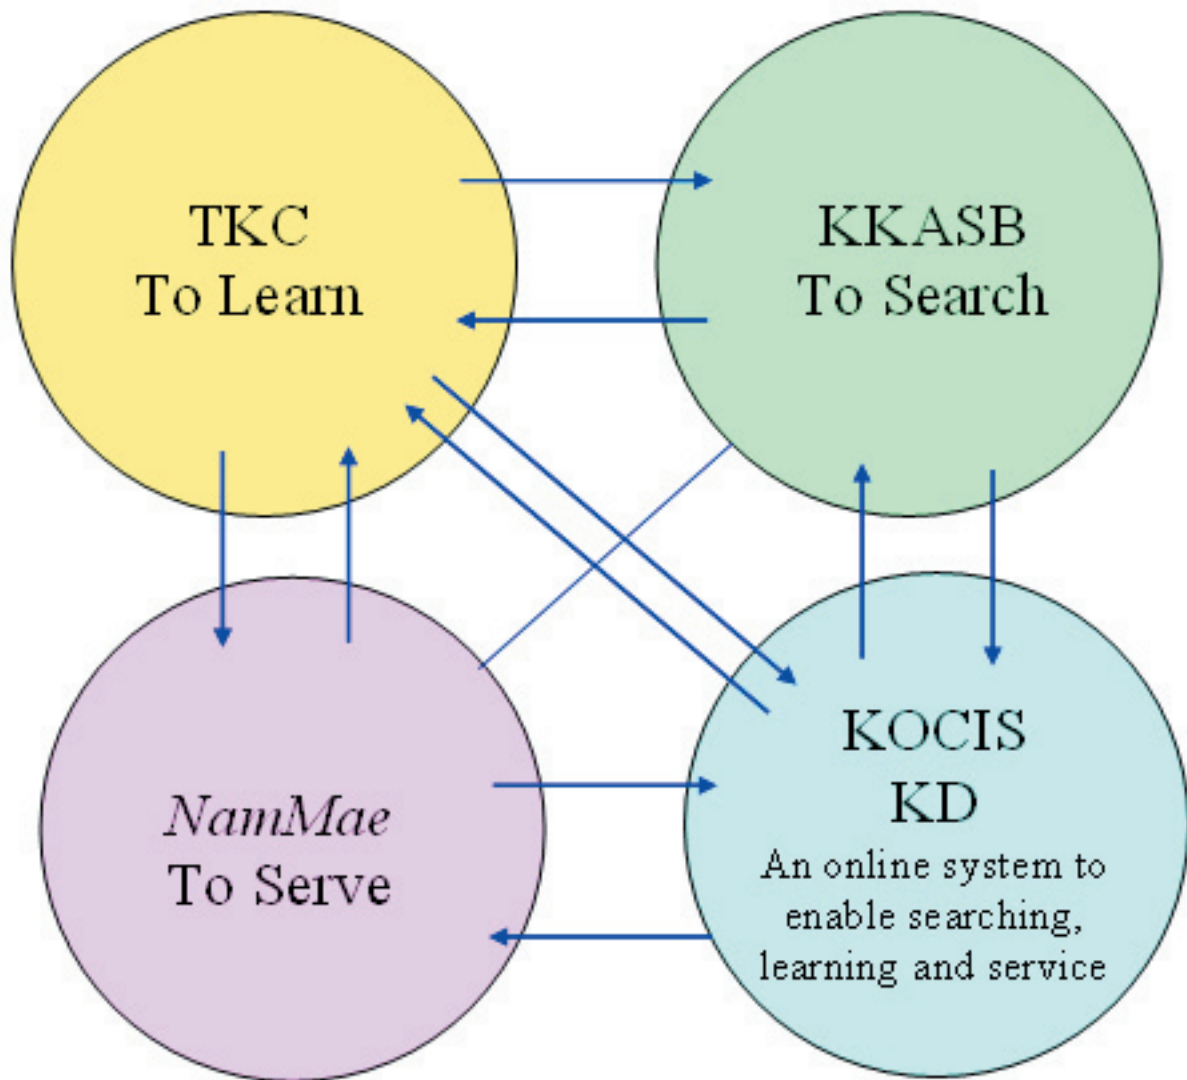 TKC
To Learn
KKASB
To Search
NamMae
To Serve
KOCIS
KD
An online system to
enable searching,
learning and service